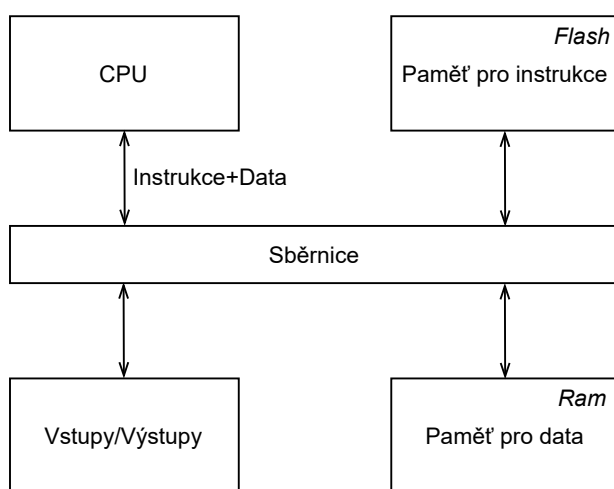 CPU
Flash
Paměť pro instrukce
Instrukce+Data
Sběrnice
Vstupy/Výstupy
Ram
Paměť pro data